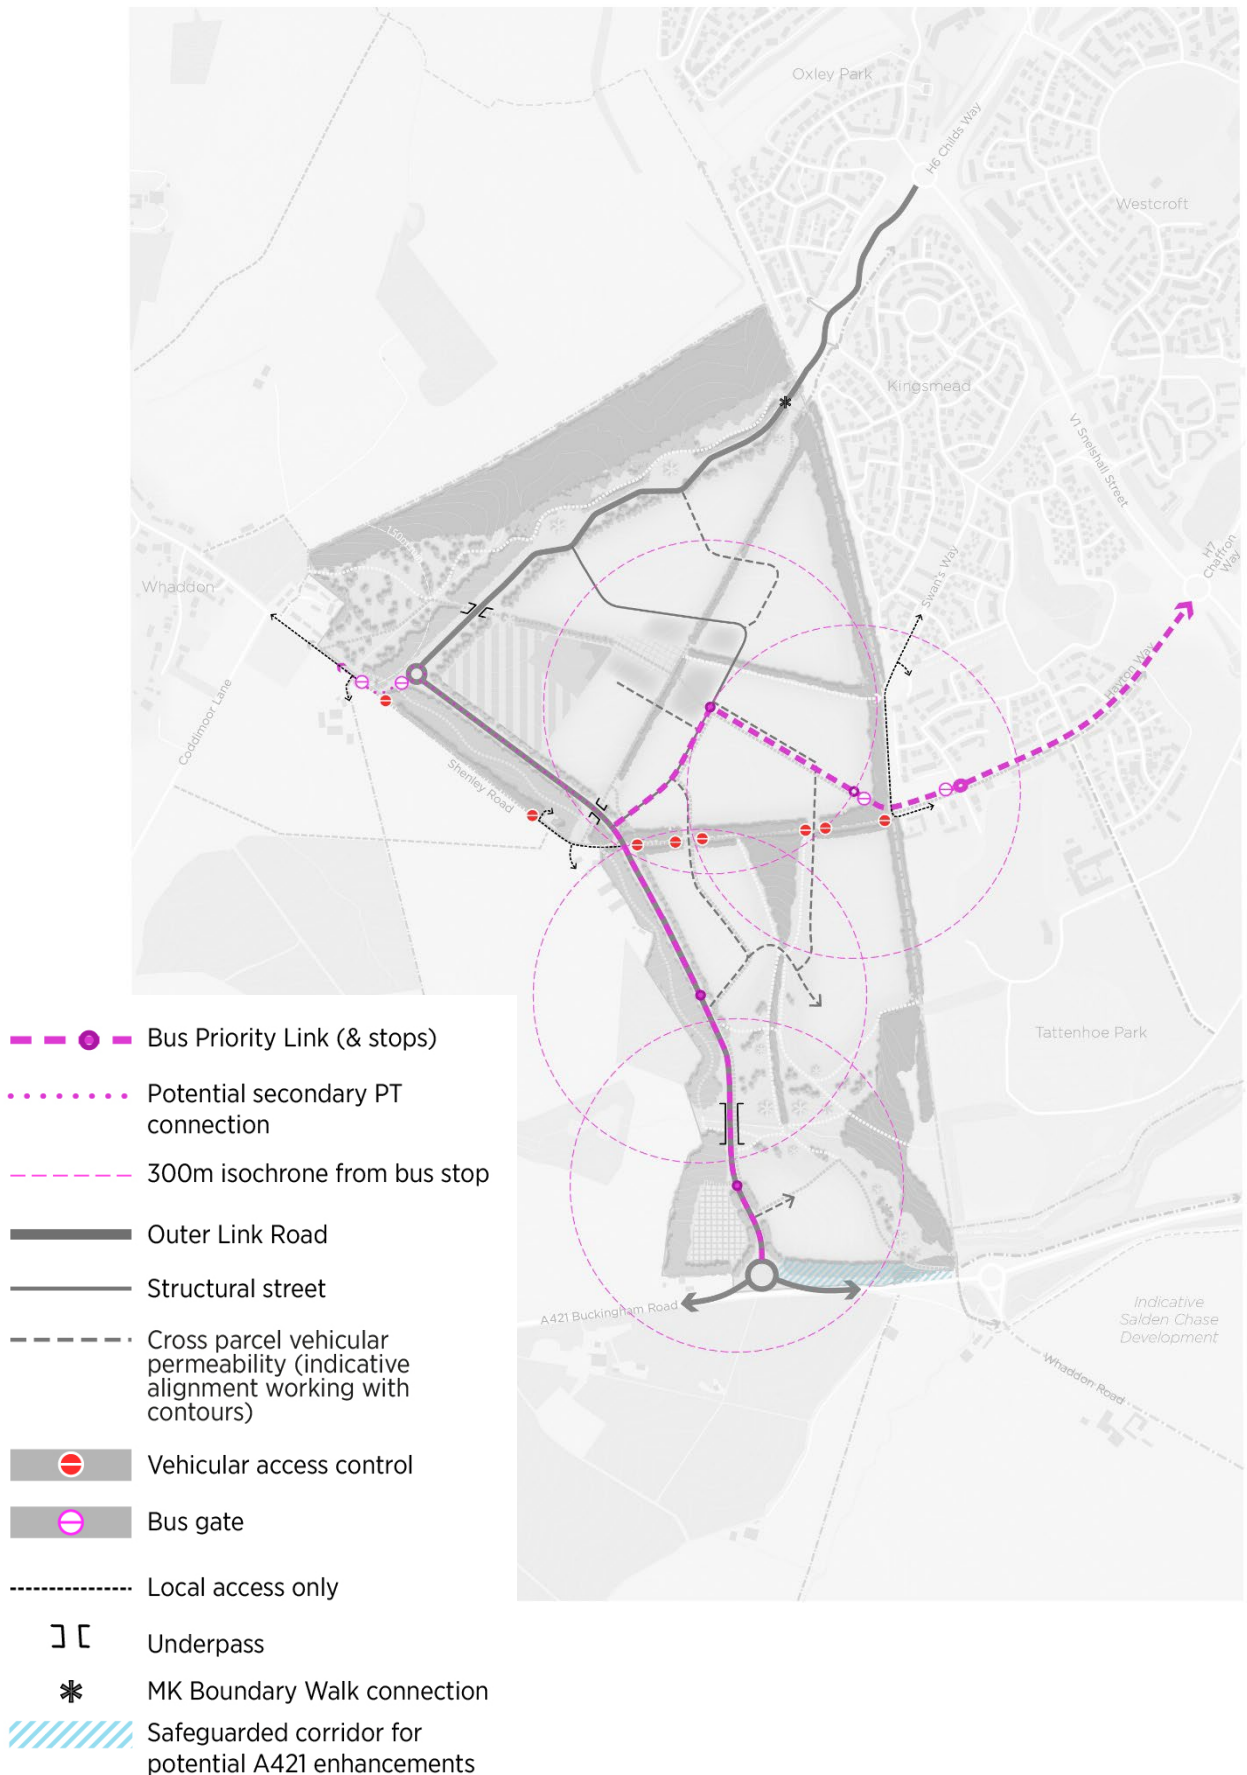 Oxley Park
H6 Childs Way
Westcroft
Kingsmead
V1 Snelshall Street
H7
Chaffron
Way
Whaddon
Swan's Way
Hayton Way
Coddimoor Lane
Shenley Road
Tattenhoe Park
A421 Buckingham Road
Indicative
Salden Chase
Development
Whaddon Road
Bus Priority Link (& stops)
Potential secondary PT
connection
300m isochrone from bus stop
Outer Link Road
Structural street
Cross parcel vehicular
permeability (indicative
alignment working with
contours)
Vehicular access control
Bus gate
Local access only
Underpass
MK Boundary Walk connection
Safeguarded corridor for
potential A421 enhancements